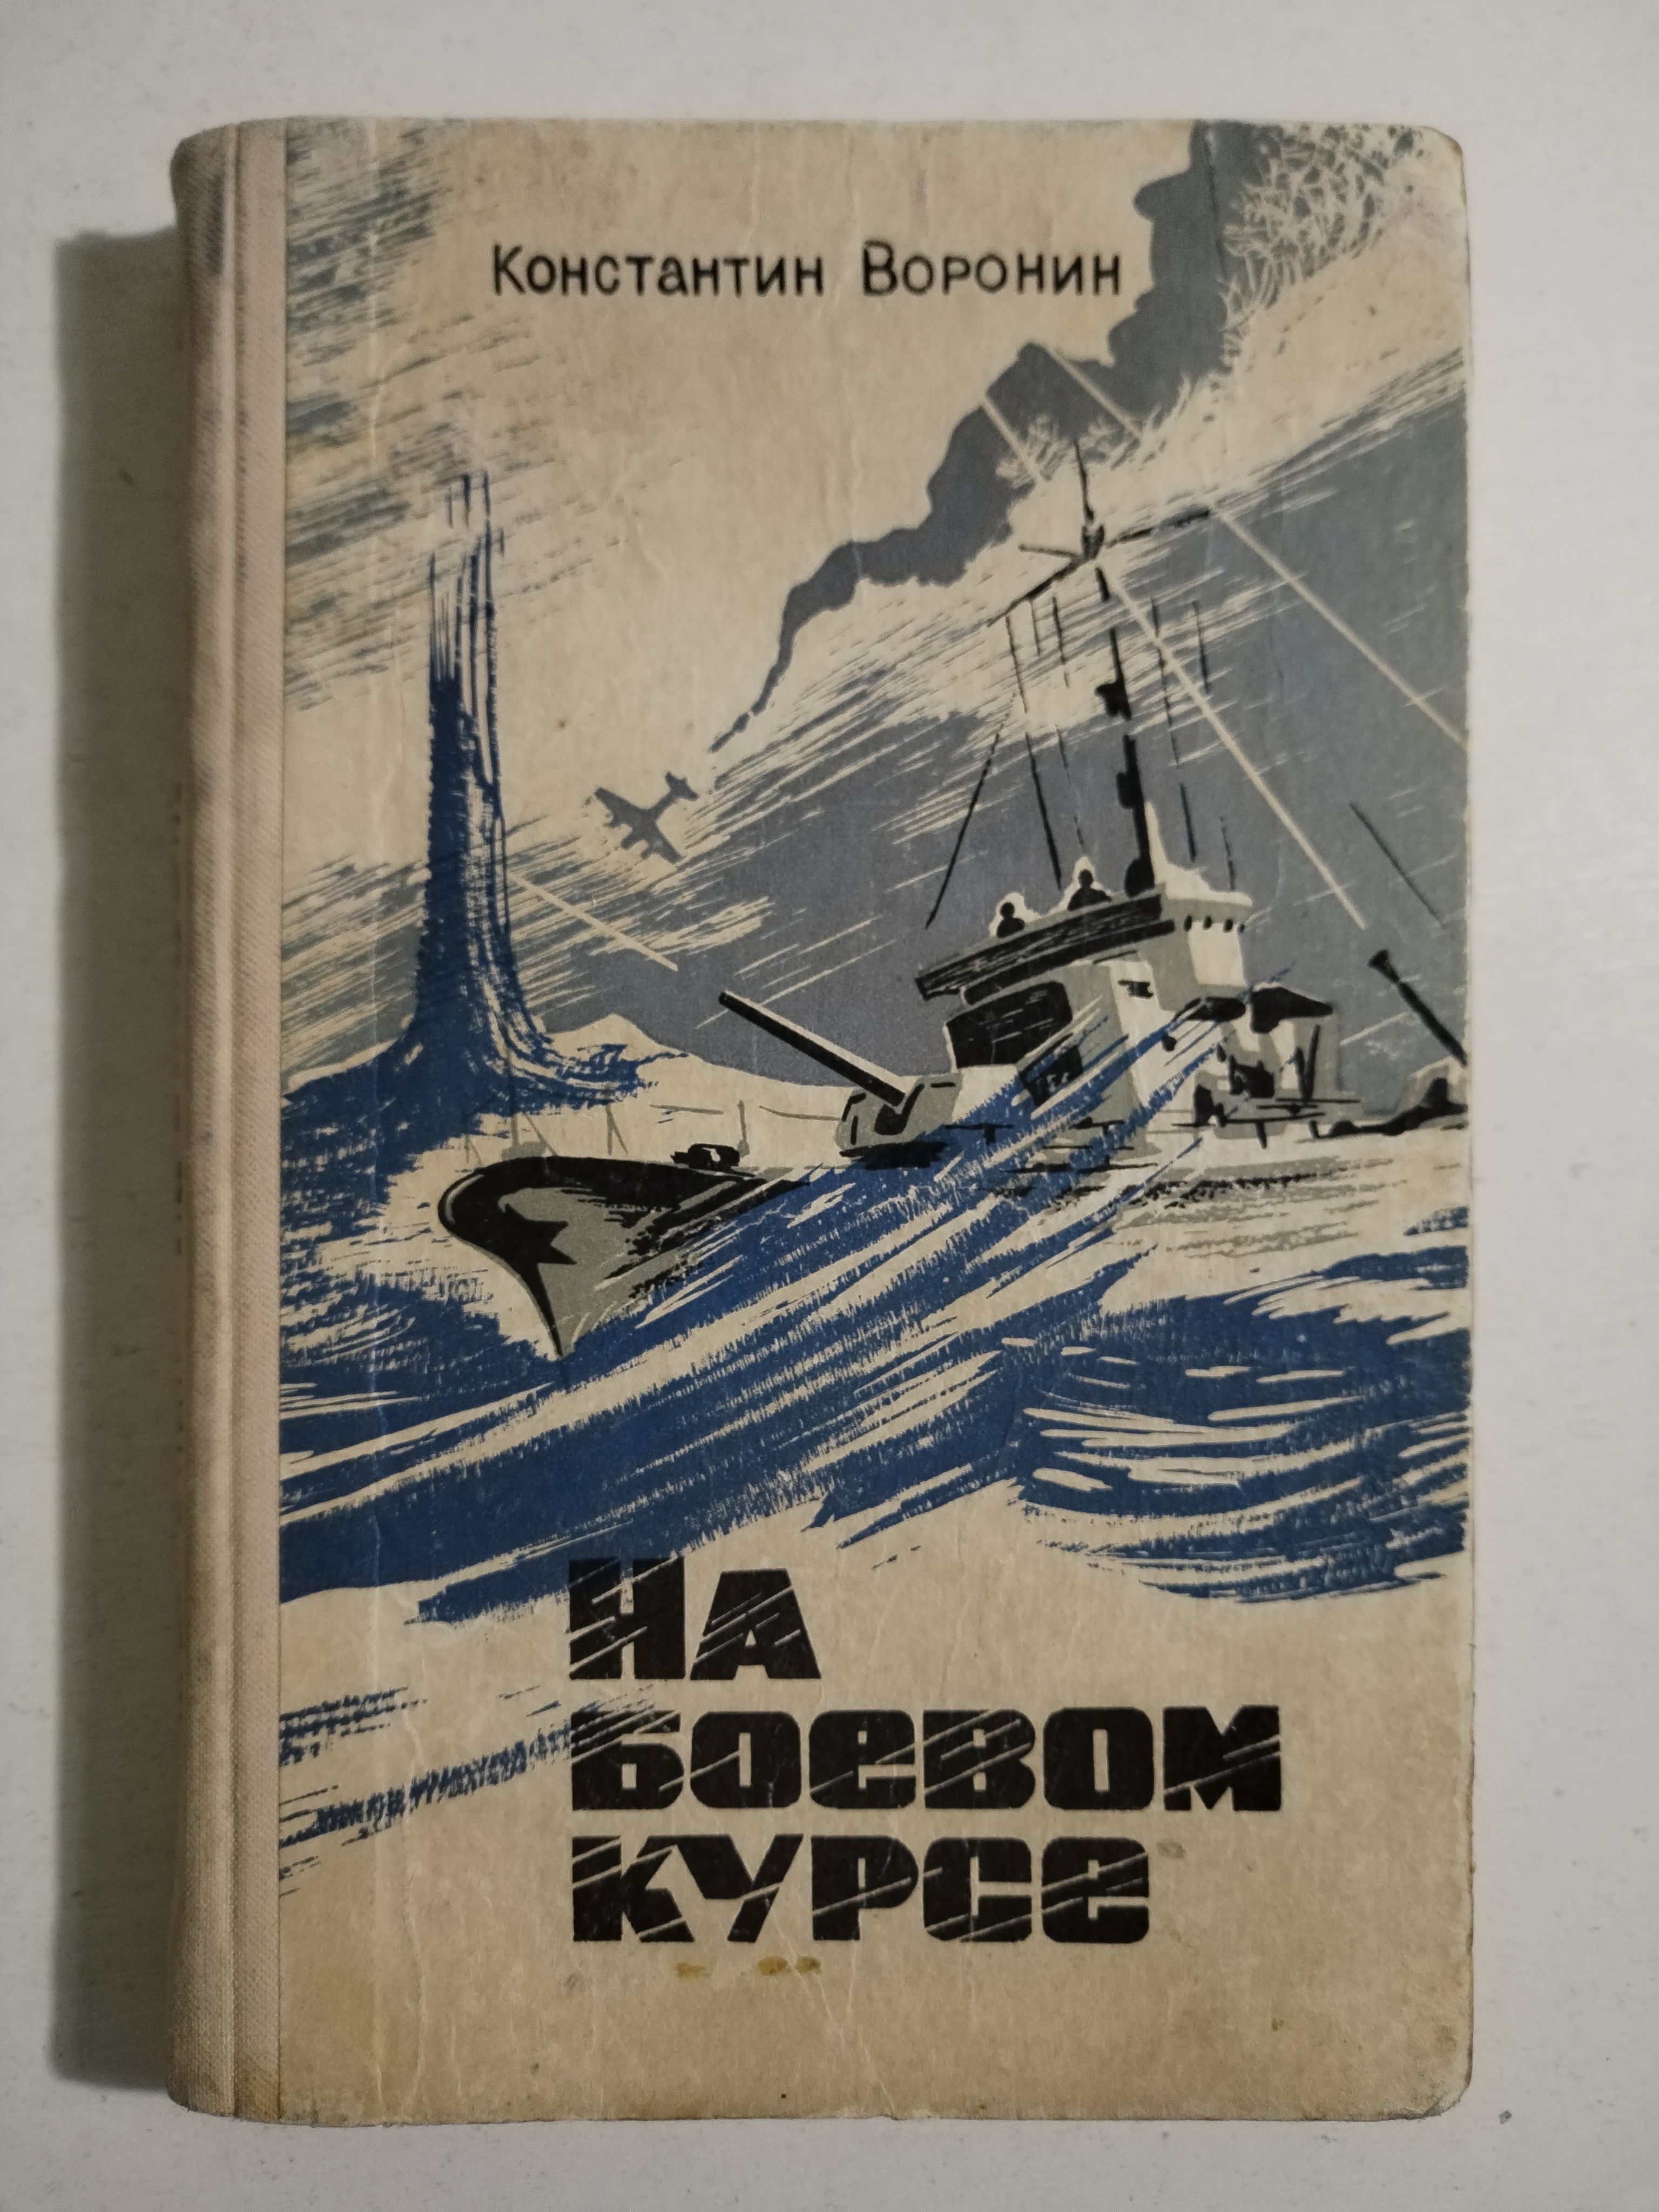 Константин Воронин
На
боевом
курсе